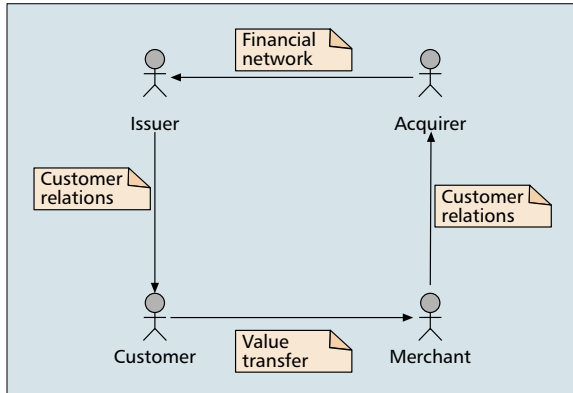 Financial
network
Issuer
Acquirer
Customer
relations
Customer
relations
Customer
Value
transfer
Merchant